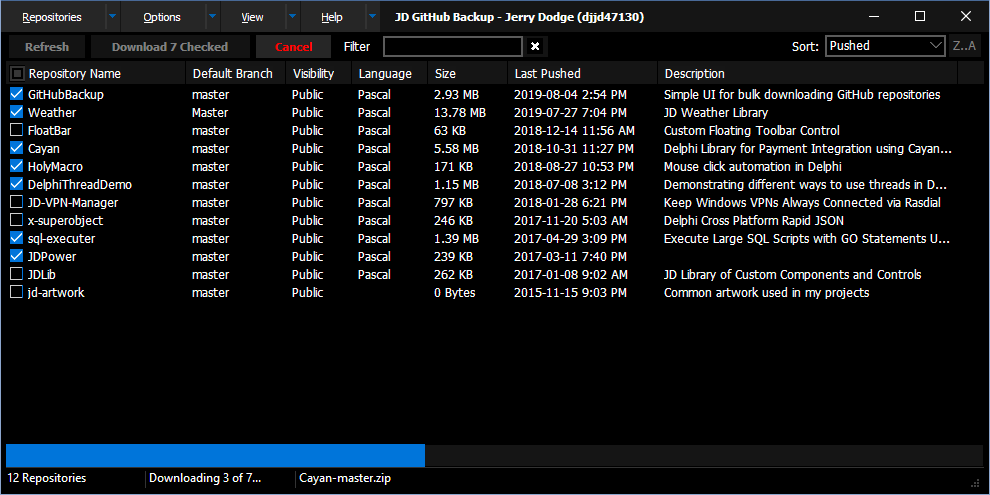 Repositories Options View Help JD GitHub Backup - Jerry Dodge (djjd47130)
Refresh Download 7 Checked Cancel Filter Sort: Pushed Z..A
Repository Name Default Branch Visibility Language Size Last Pushed Description
GitHubBackup master Public Pascal 2.93 MB 2019-08-04 2:54 PM Simple UI for bulk downloading GitHub repositories
Weather Master Public Pascal 13.78 MB 2019-07-27 7:04 PM JD Weather Library
FloatBar master Public Pascal 63 KB 2018-12-14 11:56 AM Custom Floating Toolbar Control
Cayan master Public Pascal 5.58 MB 2018-10-31 11:27 PM Delphi Library for Payment Integration using Cayan...
HolyMacro master Public Pascal 171 KB 2018-08-27 10:53 PM Mouse click automation in Delphi
DelphiThreadDemo master Public Pascal 1.15 MB 2018-07-08 3:12 PM Demonstrating different ways to use threads in D...
JD-VPN-Manager master Public Pascal 797 KB 2018-01-28 6:21 PM Keep Windows VPNs Always Connected via Rasdial
x-superobject master Public Pascal 246 KB 2017-11-20 5:03 AM Delphi Cross Platform Rapid JSON
sql-executer master Public Pascal 1.39 MB 2017-04-29 3:09 PM Execute Large SQL Scripts with GO Statements U...
JDPower master Public Pascal 239 KB 2017-03-11 7:40 PM
JDLib master Public Pascal 262 KB 2017-01-08 9:02 AM JD Library of Custom Components and Controls
jd-artwork master Public 0 Bytes 2015-11-15 9:03 PM Common artwork used in my projects
12 Repositories Downloading 3 of 7... Cayan-master.zip